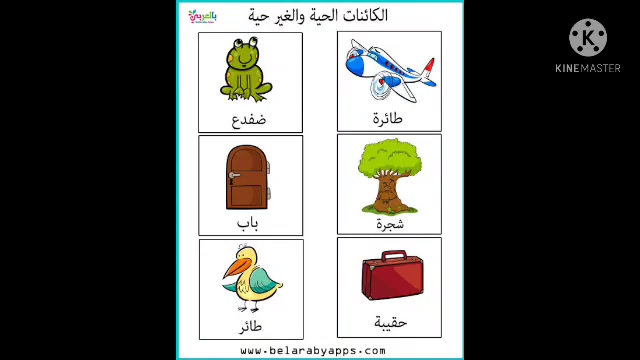 الكائنات الحية والغير حية
بالعربي
طائرة
ضفدع
شجرة
باب
حقيبة
طائر
www.belarabyapps.com
KINEMASTER